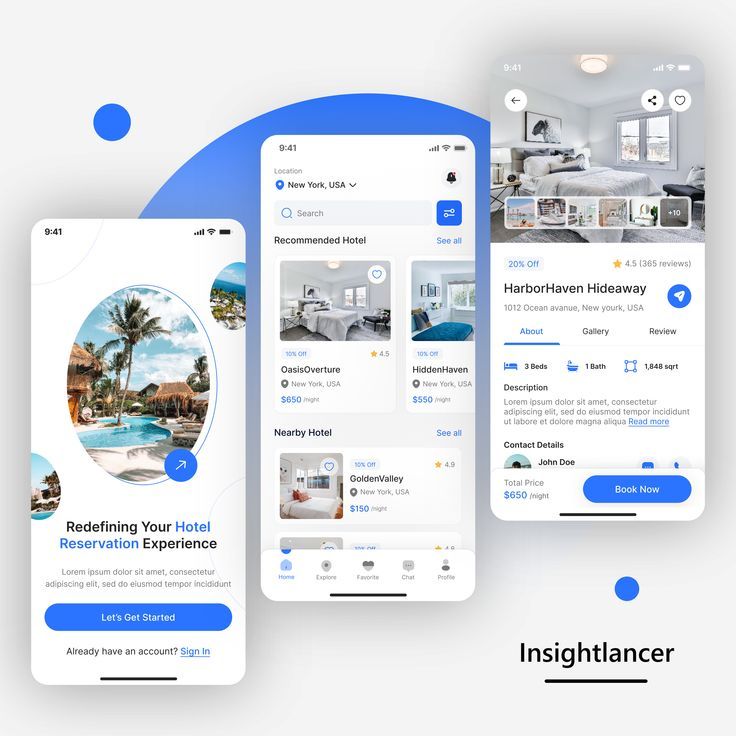 9:41
Redefining Your Hotel
Reservation Experience
Lorem ipsum dolor sit amet, consectetur
adipiscing elit, sed do eiusmod tempor incididunt
Let's Get Started
Already have an account? Sign In
9:41
Location
New York, USA
Search
Recommended Hotel See all
10% Off 4.5
OasisOverture
New York, USA
$650 /night
10% Off
HiddenHaven
New York, USA
$550 /night
Nearby Hotel See all
10% Off 4.9
GoldenValley
New York, USA
$150 /night
10% Off 4.8
Home Explore Favorite Chat Profile
9:41
+10
20% Off 4.5 (365 reviews)
HarborHaven Hideaway
1012 Ocean avanue, New yourk, USA
About Gallery Review
3 Beds 1 Bath 1,848 sqrt
Description
Lorem ipsum dolor sit amet, consectetur
adipiscing elit, sed do eiusmod tempor incididunt
ut labore et dolore magna aliqua Read more
Contact Details
John Doe
Total Price
$650 /night
Book Now
Insightlancer